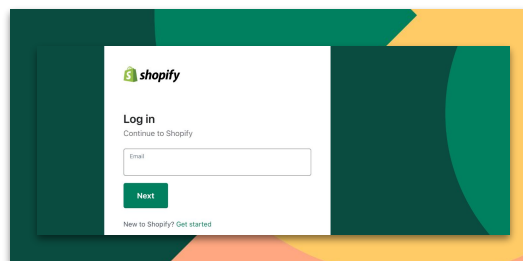 shopify
Log in
Continue to Shopify
Email
Next
New to Shopify? Get started